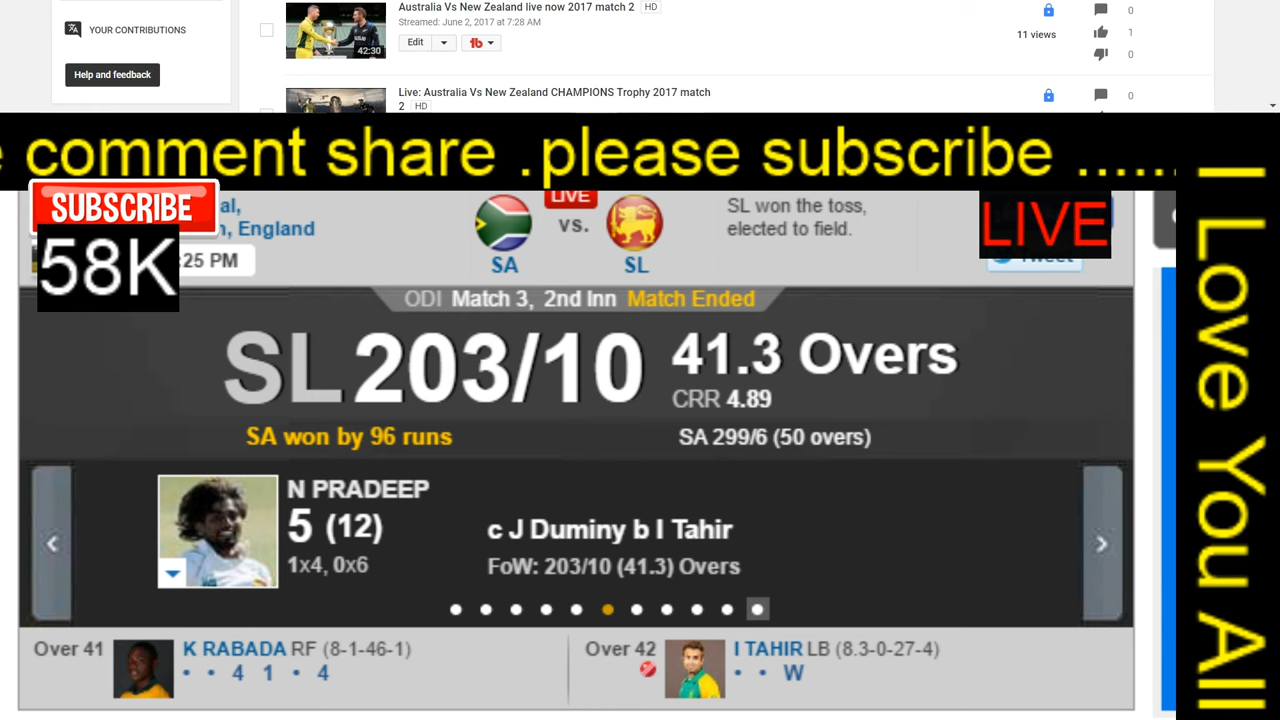 Australia Vs New Zealand live now 2017 match 2 HD
Streamed: June 2, 2017 at 7:28 AM
42:30
Edit
tb
11 views
0
1
0
YOUR CONTRIBUTIONS
Help and feedback
Live: Australia Vs New Zealand CHAMPIONS Trophy 2017 match
2 HD
0
comment share .please subscribe ......
I Love You All
SUBSCRIBE
58K
al,
England
25 PM
LIVE
SA vs. SL
SL won the toss,
elected to field.
LIVE
Tweet
ODI Match 3, 2nd Inn Match Ended
SL 203/10 41.3 Overs
CRR 4.89
SA won by 96 runs SA 299/6 (50 overs)
N PRADEEP
5 (12) c J Duminy b I Tahir
1x4, 0x6 FoW: 203/10 (41.3) Overs
Over 41 K RABADA RF (8-1-46-1)
• • 4 1 • 4
Over 42 I TAHIR LB (8.3-0-27-4)
• • W